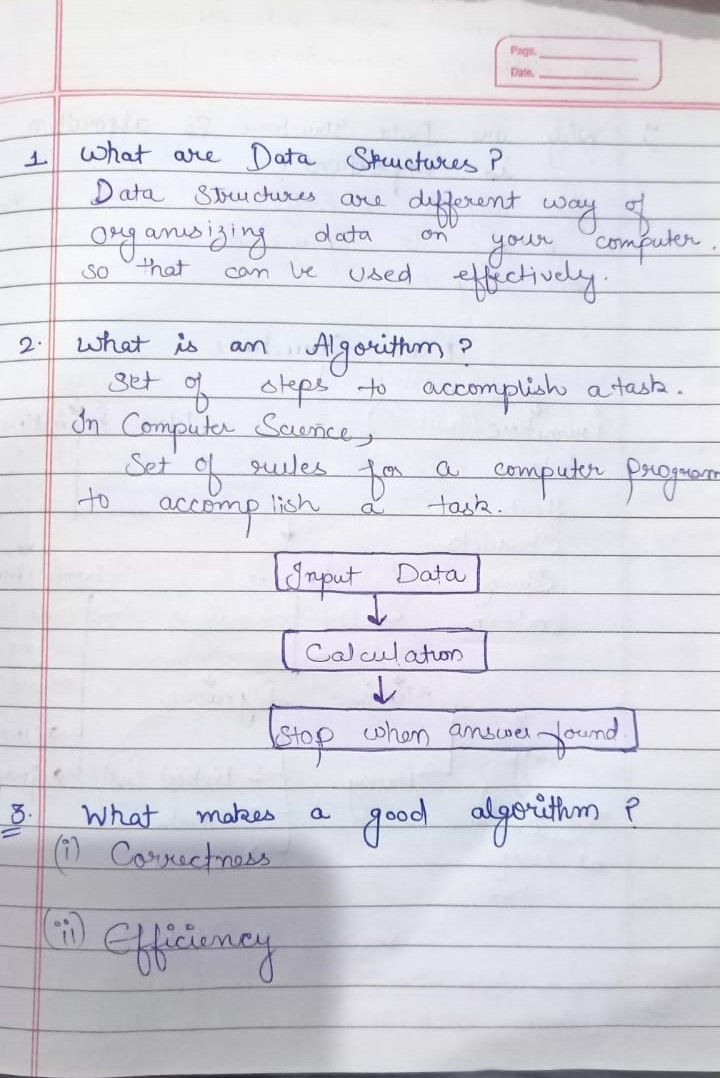 Page.
Date.
1 What are Data Structures?
Data Structures are different way of
organisizing data on your computer.
so that can be used effectively.
2. What is an Algorithm?
Set of steps to accomplish a task.
In Computer Science,
Set of rules for a computer program
to accomplish a task.
Input Data
↓
Calculation
↓
Stop when answer found.
3. What makes a good algorithm?
(i) Correctness
(ii) Efficiency